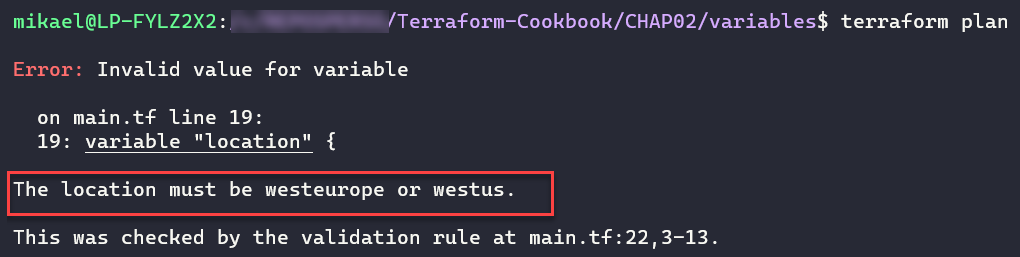 mikael@LP-FYLZ2X2:/Terraform-Cookbook/CHAP02/variables$ terraform plan
Error: Invalid value for variable
on main.tf line 19:
19: variable "location" {
The location must be westeurope or westus.
This was checked by the validation rule at main.tf:22,3-13.